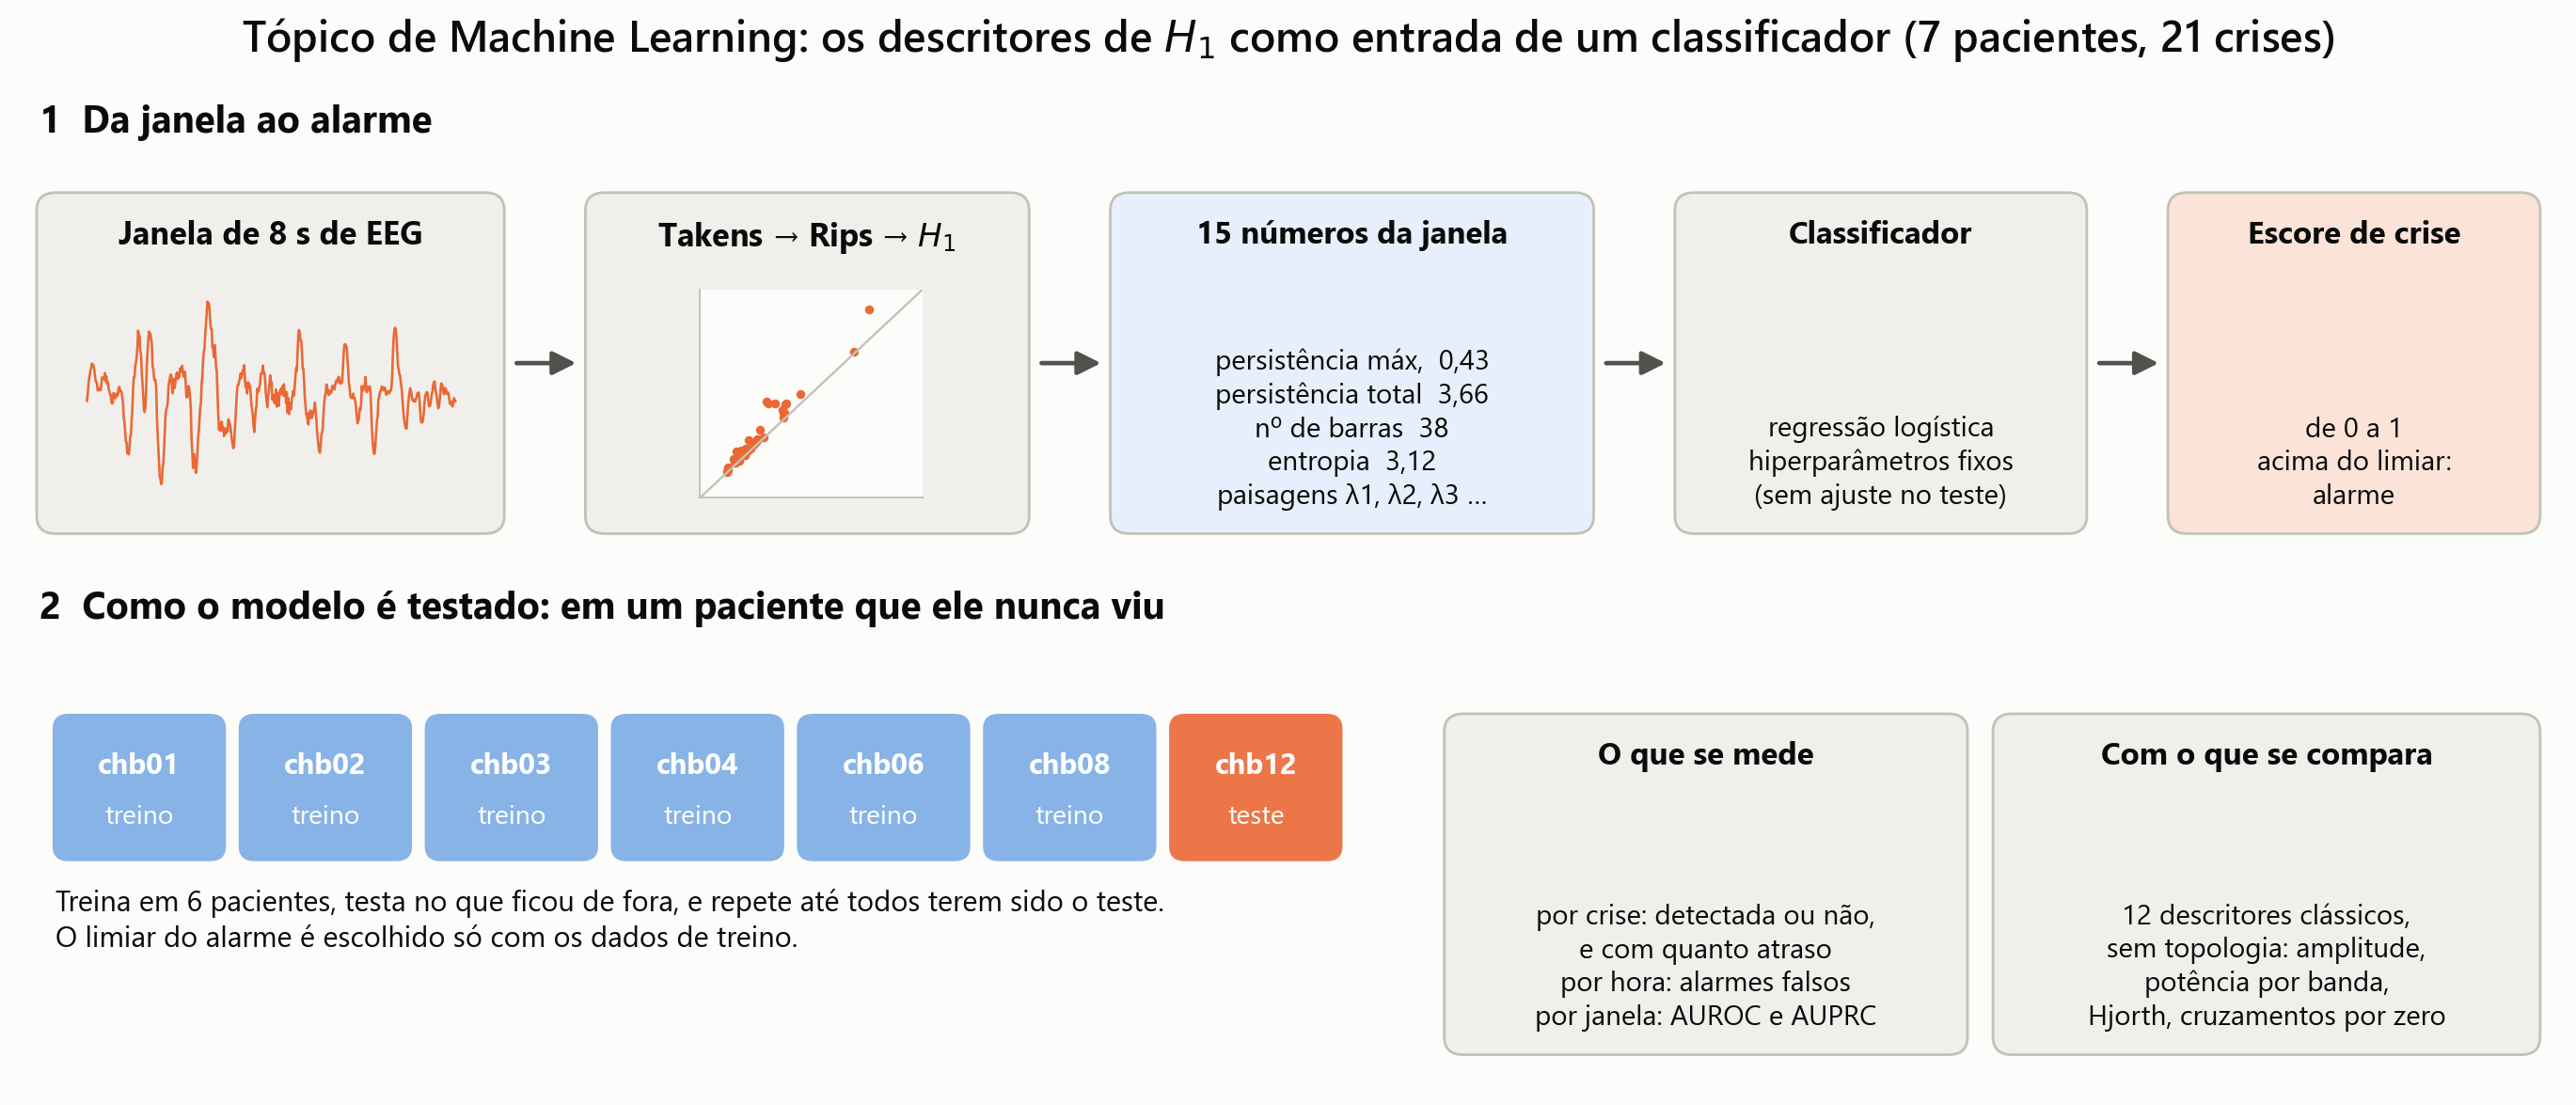 Tópico de Machine Learning: os descritores de H₁ como entrada de um classificador (7 pacientes, 21 crises)
1 Da janela ao alarme
Janela de 8 s de EEG
Takens → Rips → H₁
15 números da janela
persistência máx, 0,43
persistência total 3,66
nº de barras 38
entropia 3,12
paisagens λ1, λ2, λ3 ...
Classificador
regressão logística
hiperparâmetros fixos
(sem ajuste no teste)
Escore de crise
de 0 a 1
acima do limiar:
alarme
2 Como o modelo é testado: em um paciente que ele nunca viu
chb01
treino
chb02
treino
chb03
treino
chb04
treino
chb06
treino
chb08
treino
chb12
teste
Treina em 6 pacientes, testa no que ficou de fora, e repete até todos terem sido o teste.
O limiar do alarme é escolhido só com os dados de treino.
O que se mede
por crise: detectada ou não,
e com quanto atraso
por hora: alarmes falsos
por janela: AUROC e AUPRC
Com o que se compara
12 descritores clássicos,
sem topologia: amplitude,
potência por banda,
Hjorth, cruzamentos por zero